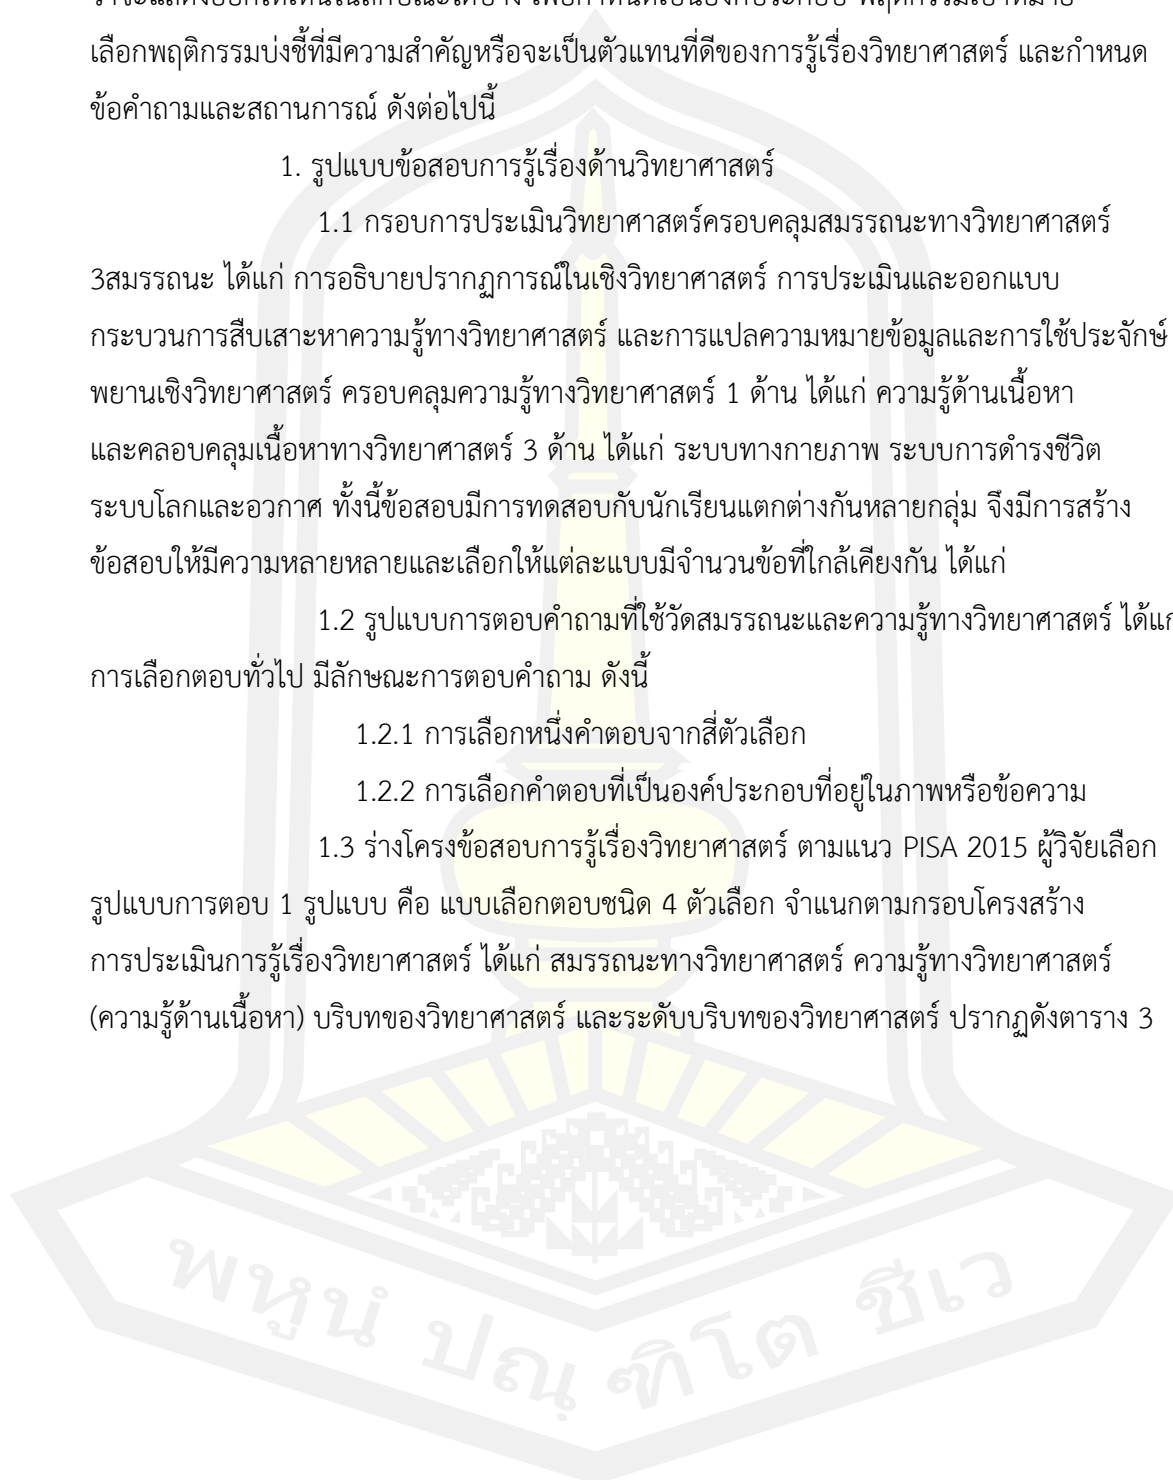 เลือกพฤติกรรมบ่งชี้ที่มีความสำคัญหรือจะเป็นตัวแทนที่ดีของการรู้เรื่องวิทยาศาสตร์ และกำหนด
ข้อคำถามและสถานการณ์ ดังต่อไปนี้
1. รูปแบบข้อสอบการรู้เรื่องด้านวิทยาศาสตร์
1.1 กรอบการประเมินวิทยาศาสตร์ครอบคลุมสมรรถนะทางวิทยาศาสตร์
3สมรรถนะ ได้แก่ การอธิบายปรากฏการณ์ในเชิงวิทยาศาสตร์ การประเมินและออกแบบ
กระบวนการสืบเสาะหาความรู้ทางวิทยาศาสตร์ และการแปลความหมายข้อมูลและการใช้ประจักษ์
พยานเชิงวิทยาศาสตร์ ครอบคลุมความรู้ทางวิทยาศาสตร์ 1 ด้าน ได้แก่ ความรู้ด้านเนื้อหา
และคลอบคลุมเนื้อหาทางวิทยาศาสตร์ 3 ด้าน ได้แก่ ระบบทางกายภาพ ระบบการดำรงชีวิต
ระบบโลกและอวกาศ ทั้งนี้ข้อสอบมีการทดสอบกับนักเรียนแตกต่างกันหลายกลุ่ม จึงมีการสร้าง
ข้อสอบให้มีความหลายหลายและเลือกให้แต่ละแบบมีจำนวนข้อที่ใกล้เคียงกัน ได้แก่
1.2 รูปแบบการตอบคำถามที่ใช้วัดสมรรถนะและความรู้ทางวิทยาศาสตร์ ได้แก่
การเลือกตอบทั่วไป มีลักษณะการตอบคำถาม ดังนี้
1.2.1 การเลือกหนึ่งคำตอบจากสี่ตัวเลือก
1.2.2 การเลือกคำตอบที่เป็นองค์ประกอบที่อยู่ในภาพหรือข้อความ
1.3 ร่างโครงข้อสอบการรู้เรื่องวิทยาศาสตร์ ตามแนว PISA 2015 ผู้วิจัยเลือก
รูปแบบการตอบ 1 รูปแบบ คือ แบบเลือกตอบชนิด 4 ตัวเลือก จำแนกตามกรอบโครงสร้าง
การประเมินการรู้เรื่องวิทยาศาสตร์ ได้แก่ สมรรถนะทางวิทยาศาสตร์ ความรู้ทางวิทยาศาสตร์
(ความรู้ด้านเนื้อหา) บริบทของวิทยาศาสตร์ และระดับบริบทของวิทยาศาสตร์ ปรากฏดังตาราง 3
พหูนํ ปณฺฑิโต ชีเว